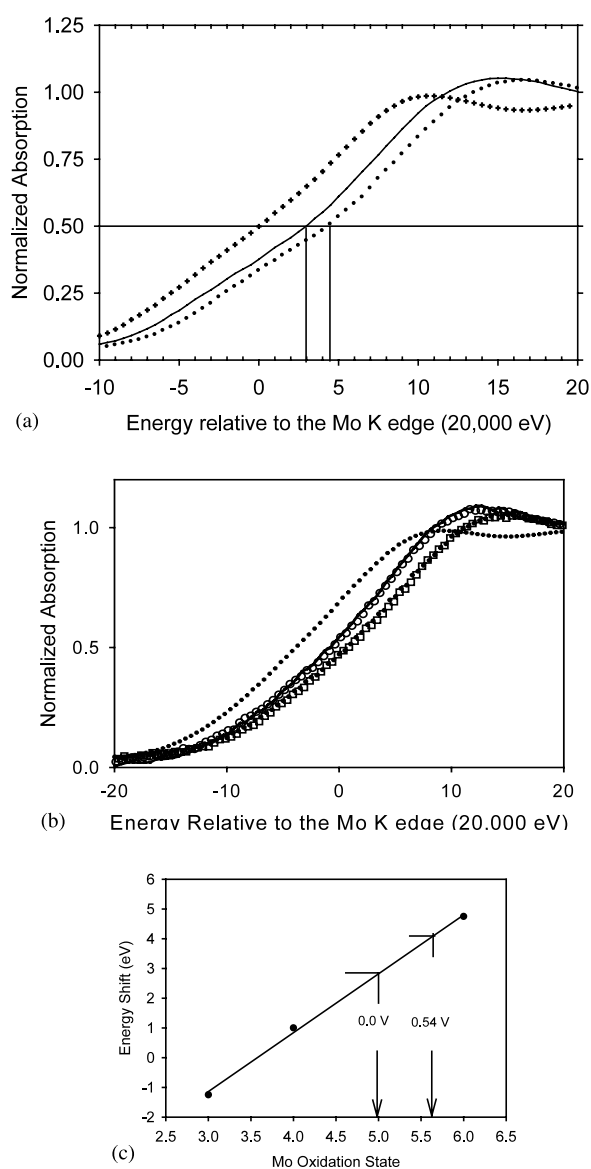 1.25
1.00
0.75
0.50
0.25
0.00
Normalized Absorption
-10 -5 0 5 10 15 20
(a) Energy relative to the Mo K edge (20,000 eV)
1.0
0.5
0.0
Normalized Absorption
-20 -10 0 10 20
(b) Energy Relative to the Mo K edge (20.000 eV)
6
5
4
3
2
1
0
-1
-2
Energy Shift (eV)
0.0 V 0.54 V
2.5 3.0 3.5 4.0 4.5 5.0 5.5 6.0 6.5
(c) Mo Oxidation State